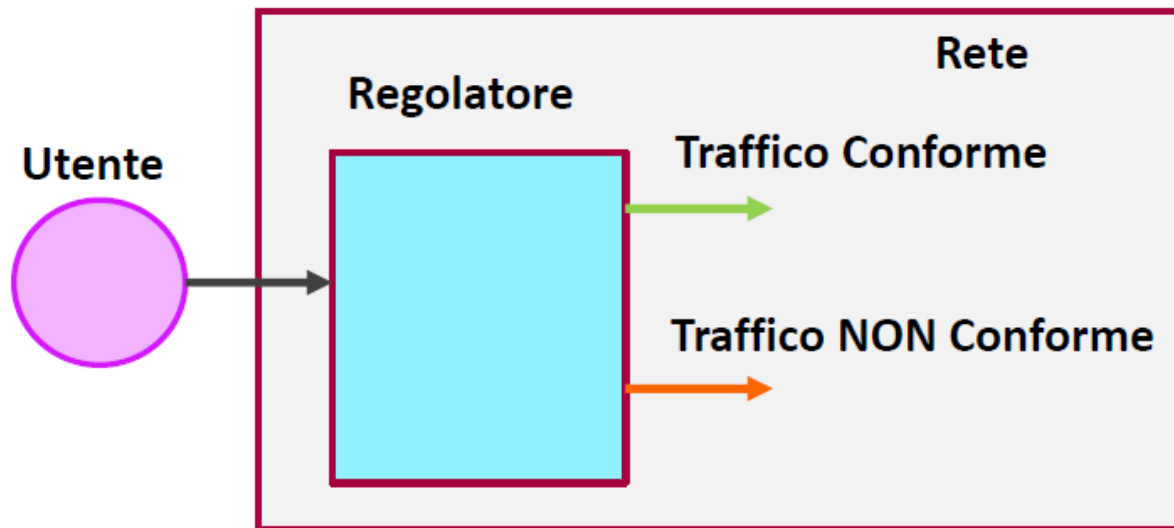 Rete
Regolatore
Traffico Conforme
Utente
Traffico NON Conforme